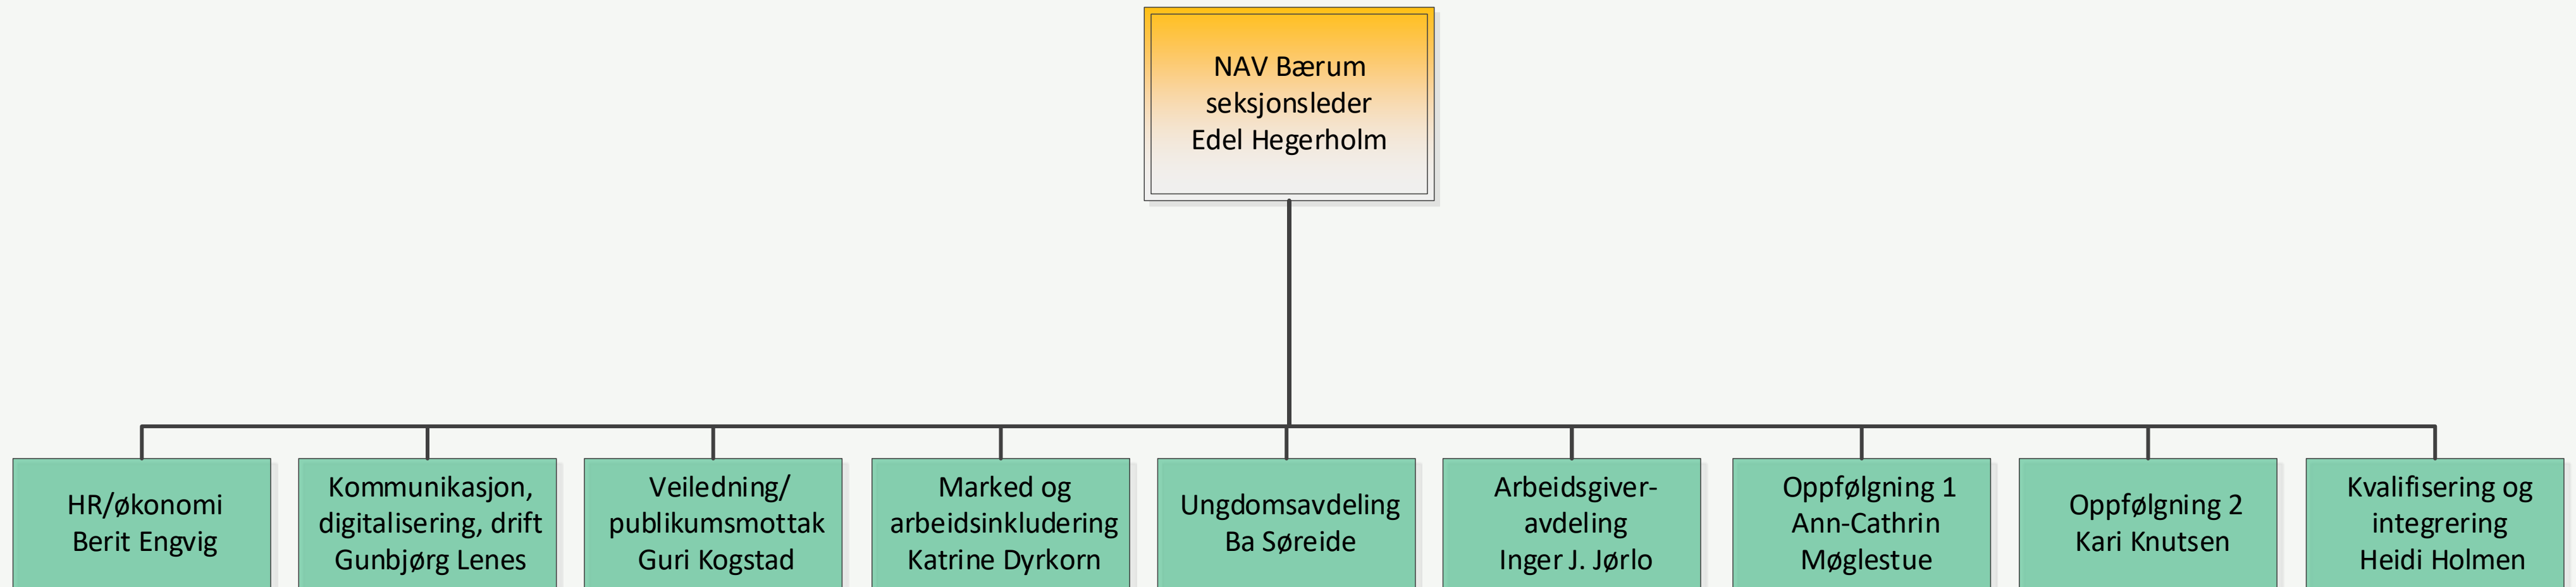 NAV Bærum
seksjonsleder
Edel Hegerholm
HR/økonomi
Berit Engvig
Kommunikasjon,
digitalisering, drift
Gunbjørg Lenes
Veiledning/
publikumsmottak
Guri Kogstad
Marked og
arbeidsinkludering
Katrine Dyrkorn
Ungdomsavdeling
Ba Søreide
Arbeidsgiver-
avdeling
Inger J. Jørlo
Oppfølgning 1
Ann-Cathrin
Møglestue
Oppfølgning 2
Kari Knutsen
Kvalifisering og
integrering
Heidi Holmen